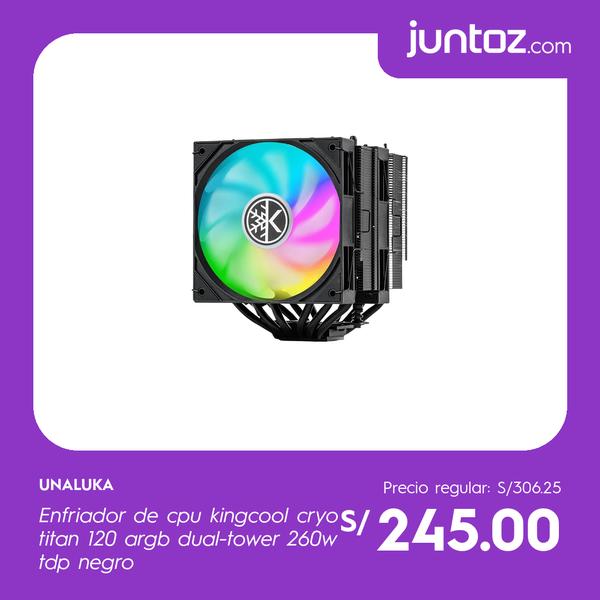 juntoz.com
UNALUKA
Enfriador de cpu kingcool cryo
titan 120 argb dual-tower 260w
tdp negro
Precio regular: S/306.25
S/ 245.00